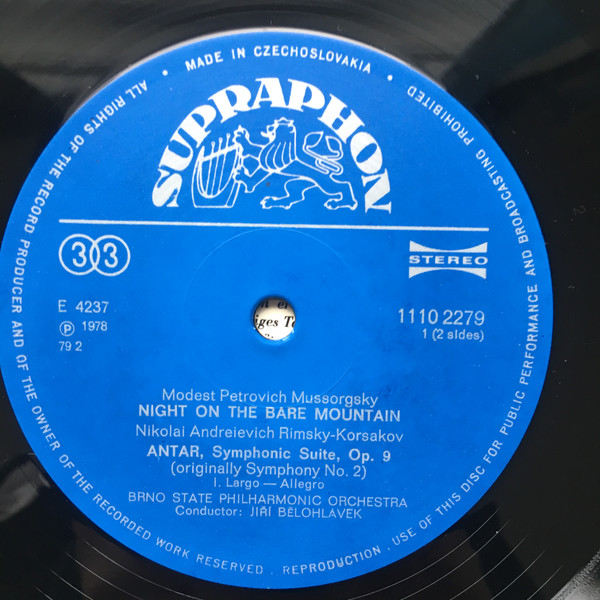 MADE IN CZECHOSLOVAKIA
ALL RIGHTS OF THE RECORD PRODUCER AND OF THE OWNER OF THE RECORDED WORK RESERVED . REPRODUCTION . USE OF THIS DISC FOR PUBLIC PERFORMANCE AND BROADCASTING PROHIBITED
SUPRAPHON
33
STEREO
E 4237
℗ 1978
79 2
1110 2279
1 (2 sides)
iges
Modest Petrovich Mussorgsky
NIGHT ON THE BARE MOUNTAIN
Nikolai Andreievich Rimsky-Korsakov
ANTAR, Symphonic Suite, Op. 9
(originally Symphony No. 2)
I. Largo — Allegro
BRNO STATE PHILHARMONIC ORCHESTRA
Conductor: JIŘÍ BĚLOHLÁVEK